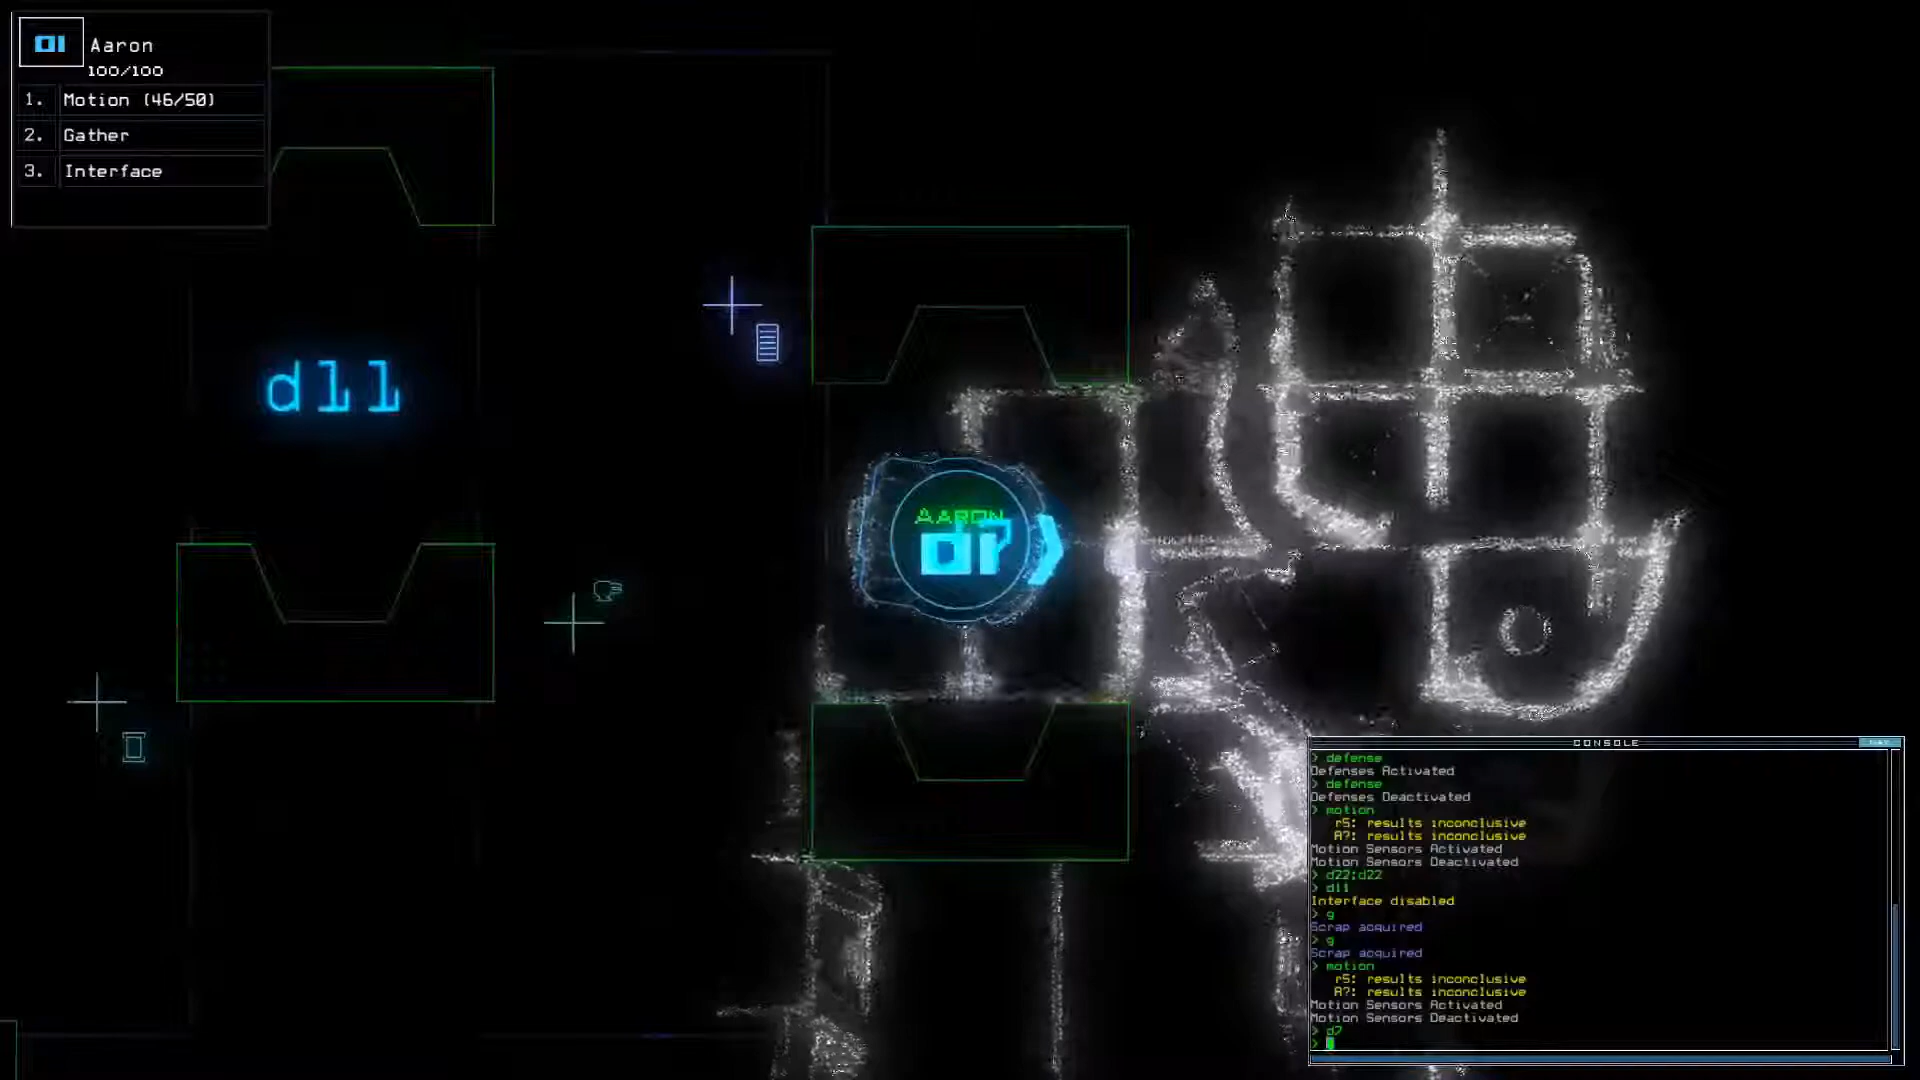 01 Aaron
100/100
1. Motion (46/50)
2. Gather
3. Interface
d11
AARON
d7
CONSOLE
> defense
Defenses Activated
> defense
Defenses Deactivated
> motion
r5: results inconclusive
A?: results inconclusive
Motion Sensors Activated
Motion Sensors Deactivated
> d22;d22
> d11
Interface disabled
> g
Scrap acquired
> g
Scrap acquired
> motion
r5: results inconclusive
A?: results inconclusive
Motion Sensors Activated
Motion Sensors Deactivated
> d7
>